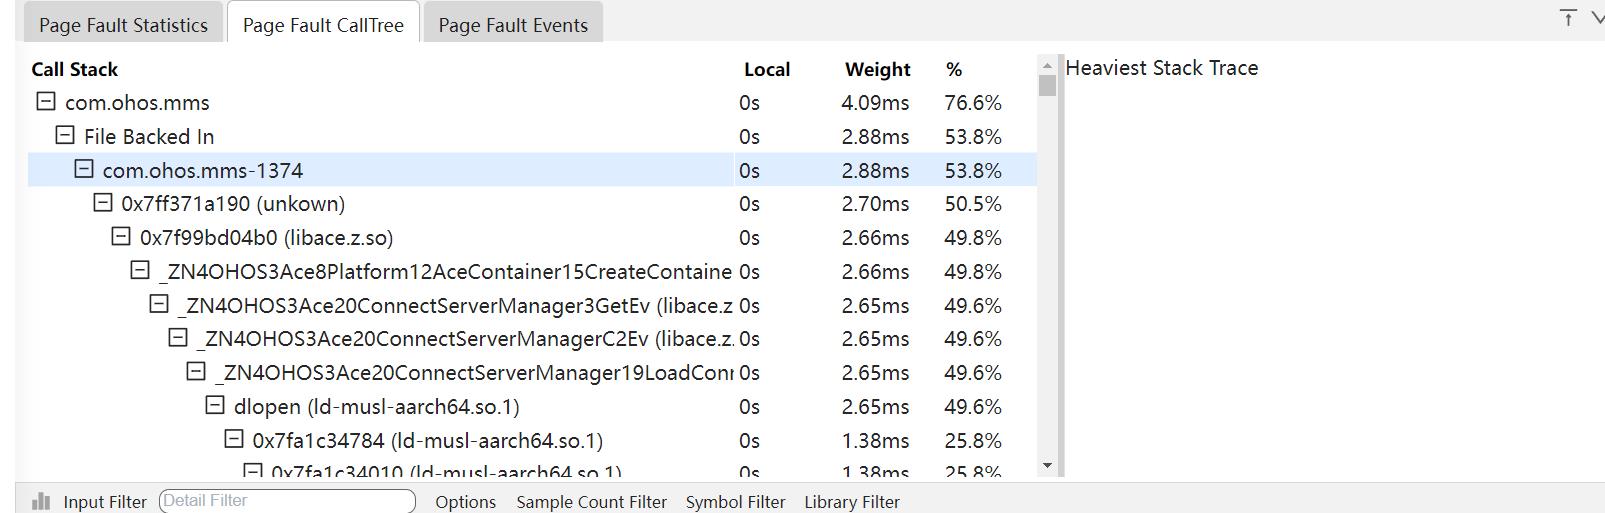 Page Fault Statistics Page Fault CallTree Page Fault Events
Call Stack Local Weight % Heaviest Stack Trace
com.ohos.mms 0s 4.09ms 76.6%
File Backed In 0s 2.88ms 53.8%
com.ohos.mms-1374 0s 2.88ms 53.8%
0x7ff371a190 (unkown) 0s 2.70ms 50.5%
0x7f99bd04b0 (libace.z.so) 0s 2.66ms 49.8%
_ZN4OHOS3Ace8Platform12AceContainer15CreateContaine 0s 2.66ms 49.8%
_ZN4OHOS3Ace20ConnectServerManager3GetEv (libace.z 0s 2.65ms 49.6%
_ZN4OHOS3Ace20ConnectServerManagerC2Ev (libace.z. 0s 2.65ms 49.6%
_ZN4OHOS3Ace20ConnectServerManager19LoadConr 0s 2.65ms 49.6%
dlopen (ld-musl-aarch64.so.1) 0s 2.65ms 49.6%
0x7fa1c34784 (ld-musl-aarch64.so.1) 0s 1.38ms 25.8%
0x7fa1c34010 (ld-musl-aarch64.so.1) 0s 1.38ms 25.8%
Input Filter Detail Filter Options Sample Count Filter Symbol Filter Library Filter